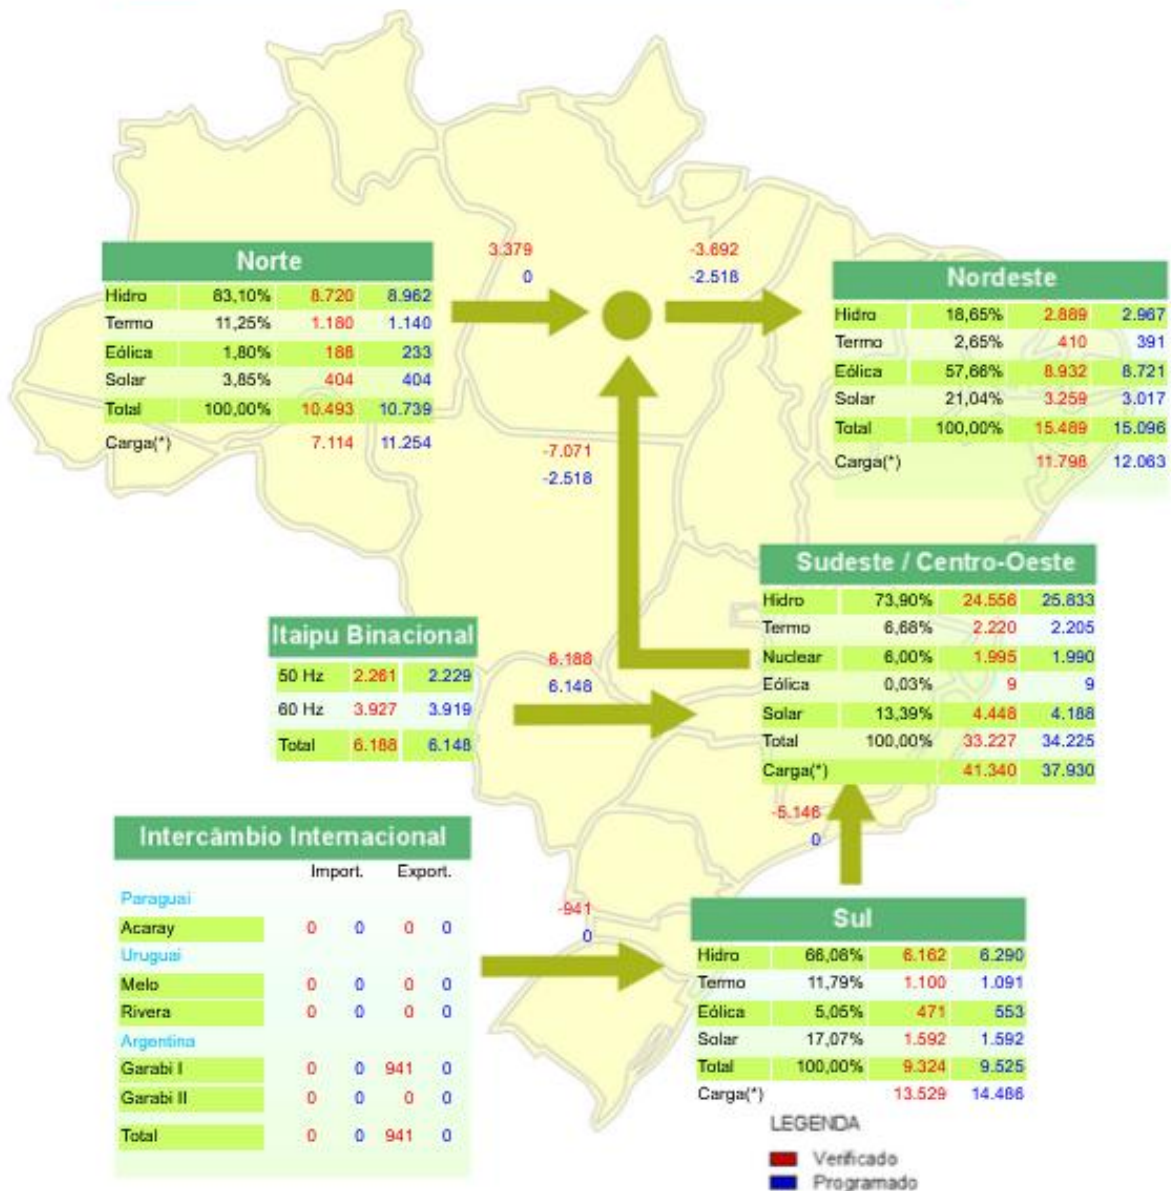 3.379
0
-3.692
-2.518
Norte
Hidro 83,10% 8.720 8.962
Termo 11,25% 1.180 1.140
Eólica 1,80% 188 233
Solar 3,85% 404 404
Total 100,00% 10.493 10.739
Carga(*) 7.114 11.254
Nordeste
Hidro 18,65% 2.889 2.967
Termo 2,65% 410 391
Eólica 57,66% 8.932 8.721
Solar 21,04% 3.259 3.017
Total 100,00% 15.489 15.096
Carga(*) 11.798 12.063
-7.071
-2.518
Sudeste / Centro-Oeste
Hidro 73,90% 24.556 25.833
Termo 6,68% 2.220 2.205
Nuclear 6,00% 1.995 1.990
Eólica 0,03% 9 9
Solar 13,39% 4.448 4.188
Total 100,00% 33.227 34.225
Carga(*) 41.340 37.930
Itaipu Binacional
50 Hz 2.261 2.229
60 Hz 3.927 3.919
Total 6.188 6.148
6.188
6.148
-5.146
0
Intercâmbio Internacional
Import. Export.
Paraguai
Acaray 0 0 0 0
Uruguai
Melo 0 0 0 0
Rivera 0 0 0 0
Argentina
Garabi I 0 0 941 0
Garabi II 0 0 0 0
Total 0 0 941 0
-941
0
Sul
Hidro 66,08% 6.162 6.290
Termo 11,79% 1.100 1.091
Eólica 5,05% 471 553
Solar 17,07% 1.592 1.592
Total 100,00% 9.324 9.525
Carga(*) 13.529 14.486
LEGENDA
Verificado
Programado